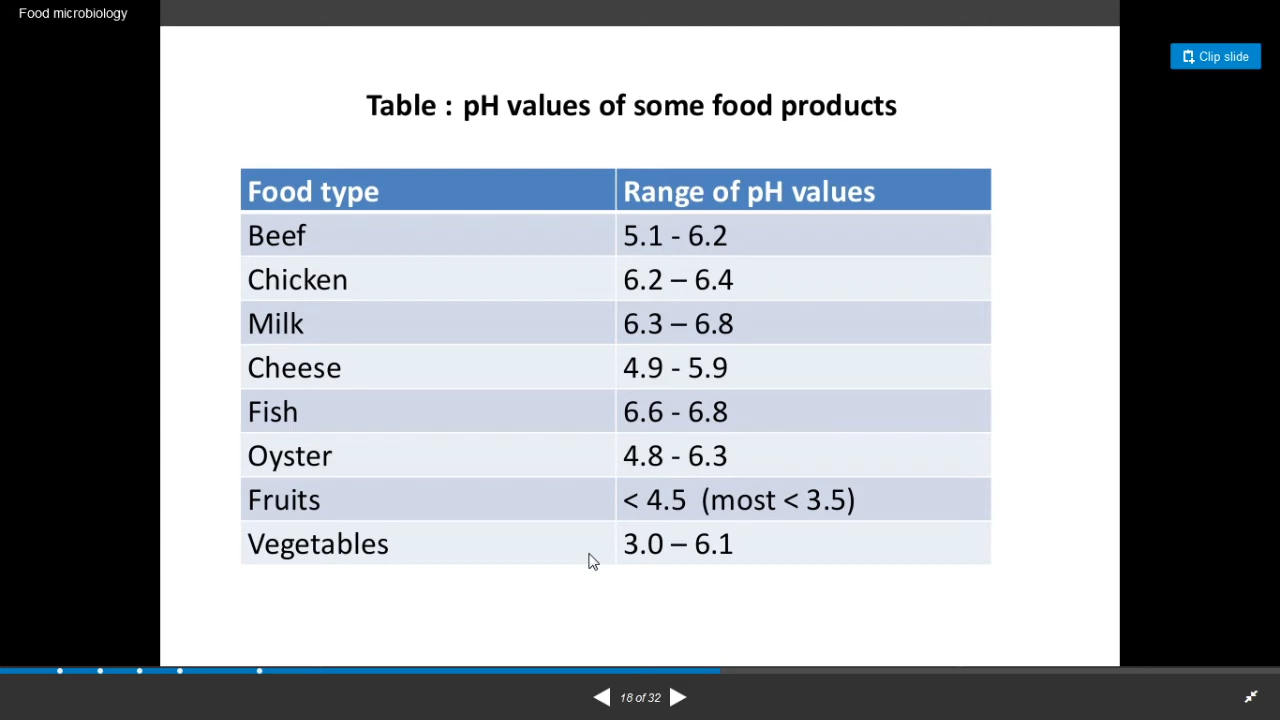 Food microbiology
Clip slide
Table : pH values of some food products
Food type Range of pH values
Beef 5.1 - 6.2
Chicken 6.2 – 6.4
Milk 6.3 – 6.8
Cheese 4.9 - 5.9
Fish 6.6 - 6.8
Oyster 4.8 - 6.3
Fruits < 4.5 (most < 3.5)
Vegetables 3.0 – 6.1
18 of 32